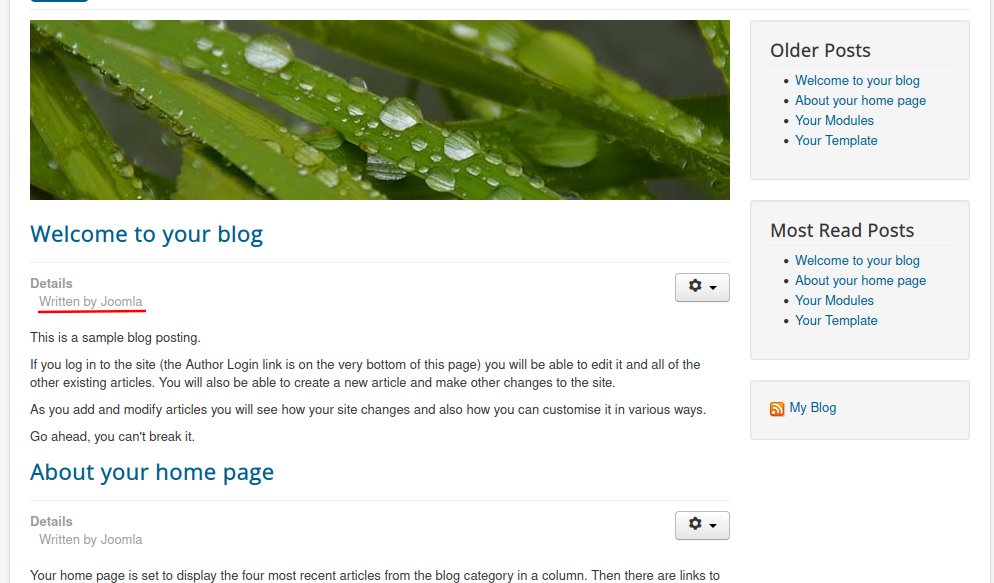 Welcome to your blog
Details
Written by Joomla
This is a sample blog posting.
If you log in to the site (the Author Login link is on the very bottom of this page) you will be able to edit it and all of the
other existing articles. You will also be able to create a new article and make other changes to the site.
As you add and modify articles you will see how your site changes and also how you can customise it in various ways.
Go ahead, you can't break it.
About your home page
Details
Written by Joomla
Your home page is set to display the four most recent articles from the blog category in a column. Then there are links to
Older Posts
Welcome to your blog
About your home page
Your Modules
Your Template
Most Read Posts
Welcome to your blog
About your home page
Your Modules
Your Template
My Blog